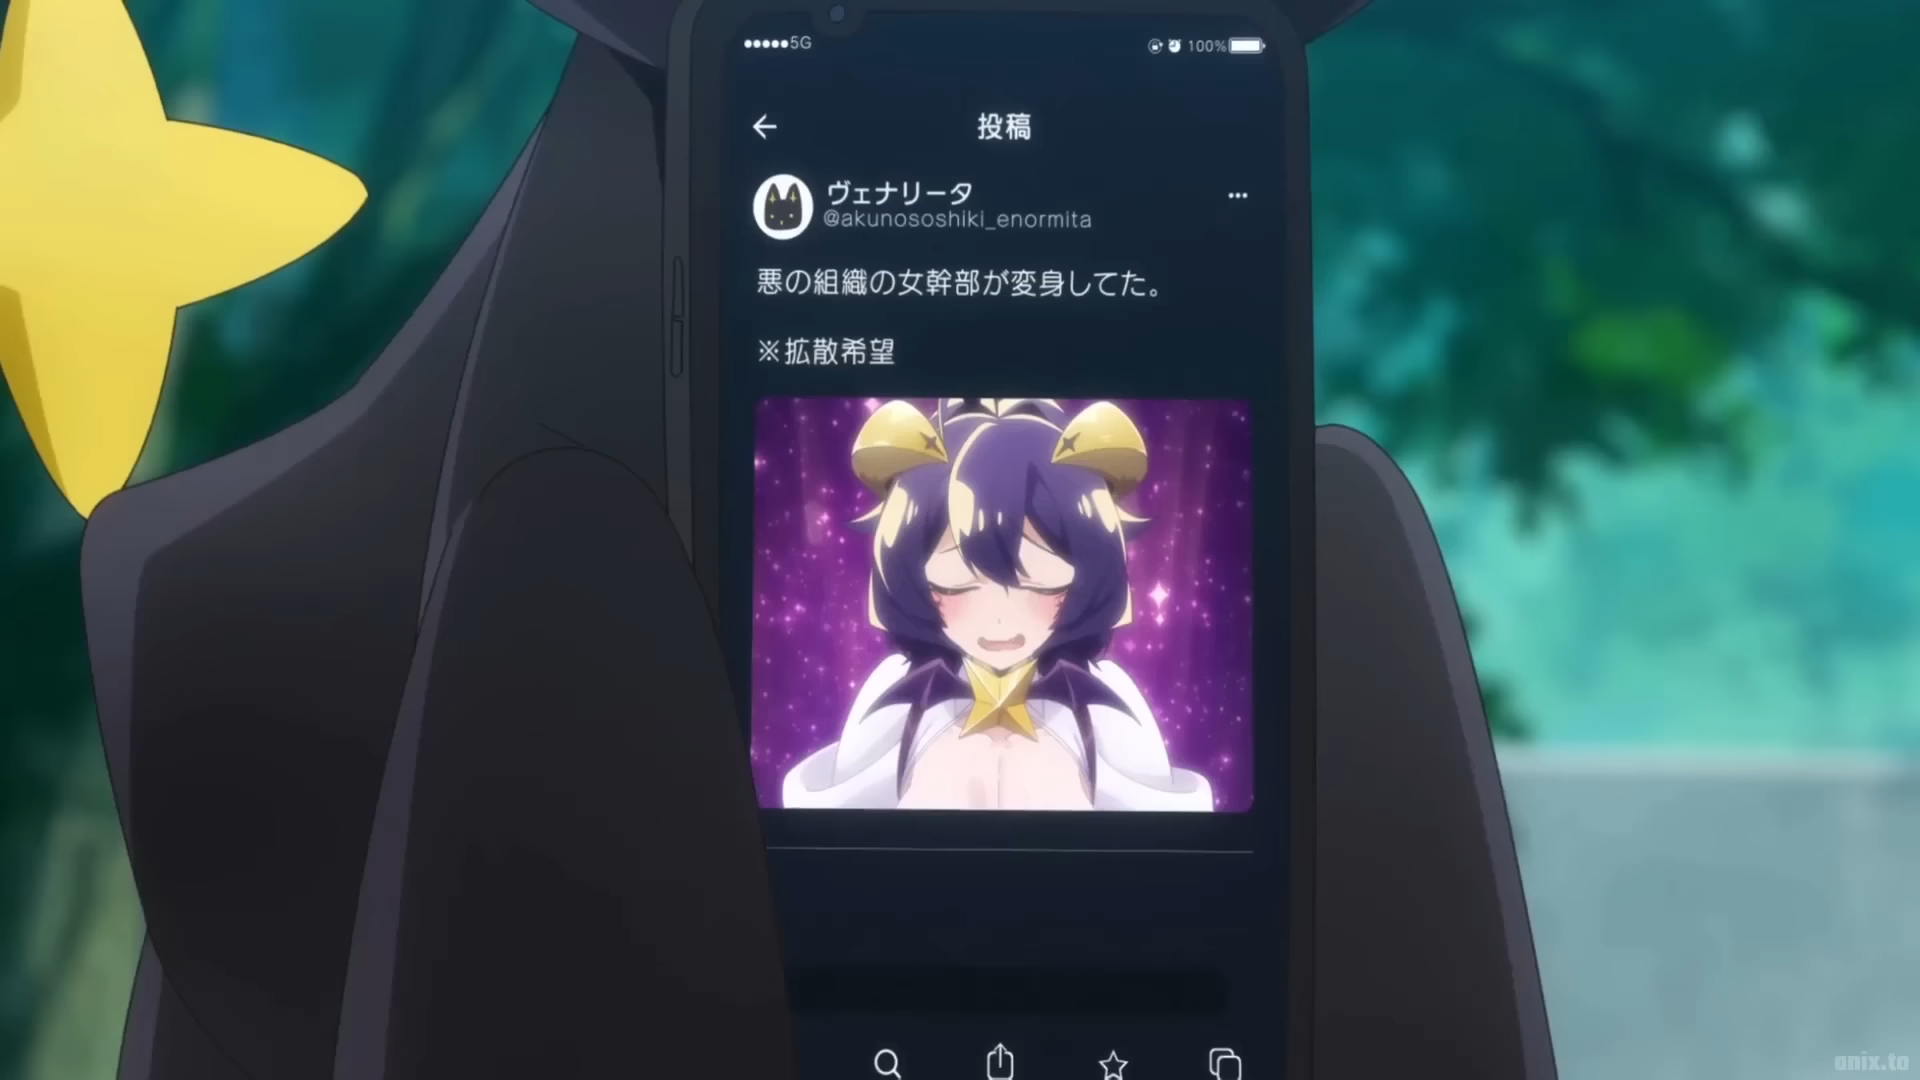 5G
100%
投稿
ヴェナリータ
@akunososhiki_enormita
悪の組織の女幹部が変身してた。
※拡散希望
anix.to